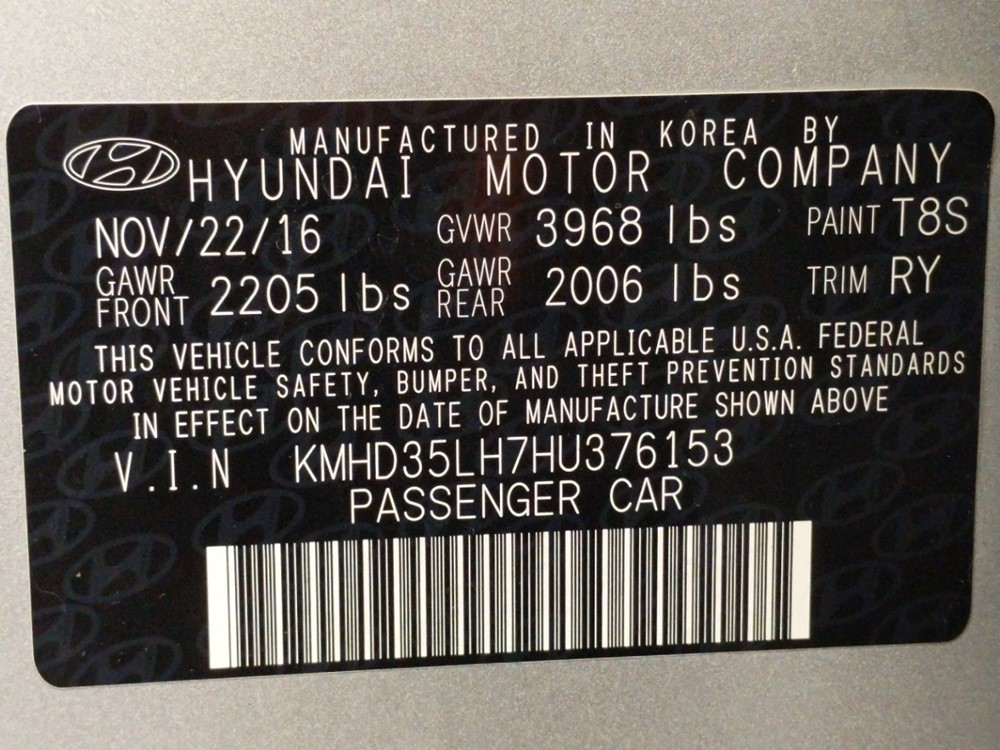 MANUFACTURED IN KOREA BY
HYUNDAI MOTOR COMPANY
NOV/22/16 GVWR 3968 lbs PAINT T8S
GAWR FRONT 2205 lbs GAWR REAR 2006 lbs TRIM RY
THIS VEHICLE CONFORMS TO ALL APPLICABLE U.S.A. FEDERAL
MOTOR VEHICLE SAFETY, BUMPER, AND THEFT PREVENTION STANDARDS
IN EFFECT ON THE DATE OF MANUFACTURE SHOWN ABOVE
V.I.N KMHD35LH7HU376153
PASSENGER CAR